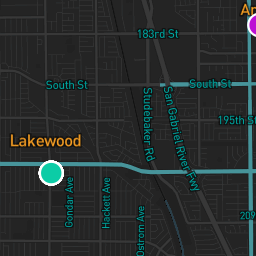 183rd St
South St
South St
Studebaker Rd
San Gabriel River Fwy
195th
Lakewood
Gondar Ave
Hackett Ave
Ostrom Ave
209